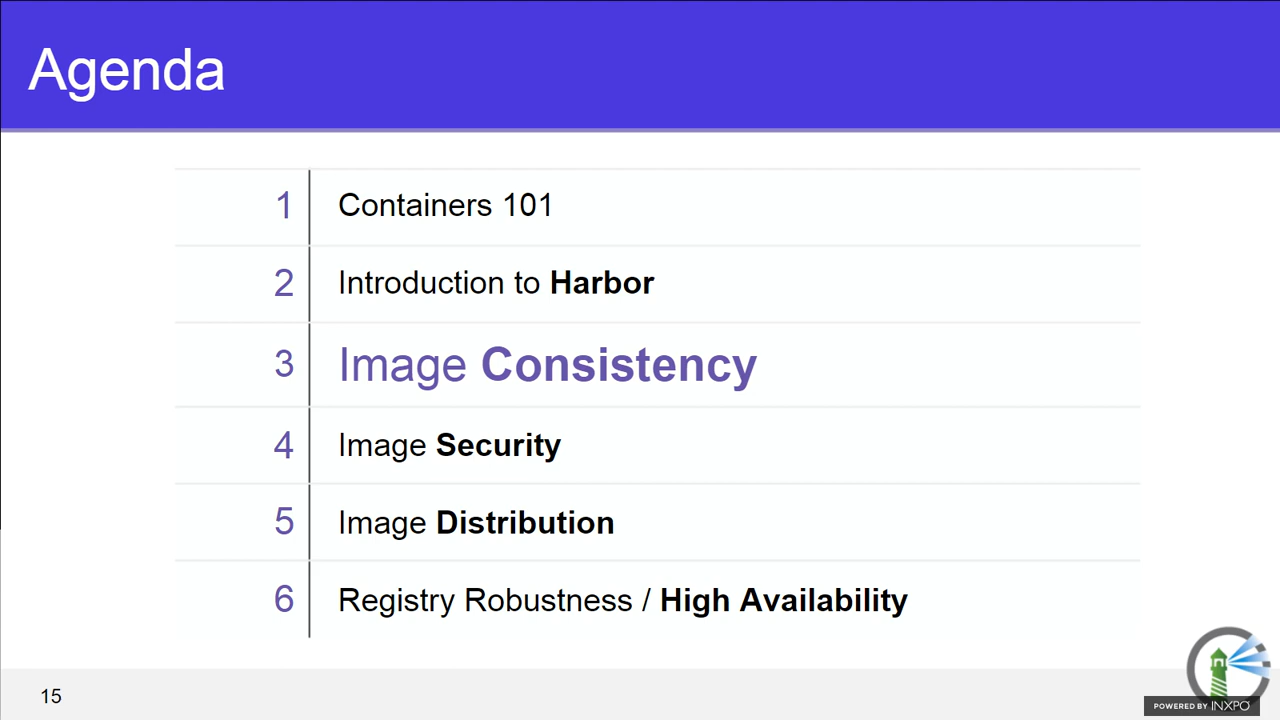 Agenda
1 Containers 101
2 Introduction to Harbor
3 Image Consistency
4 Image Security
5 Image Distribution
6 Registry Robustness / High Availability
15
POWERED BY INXPO